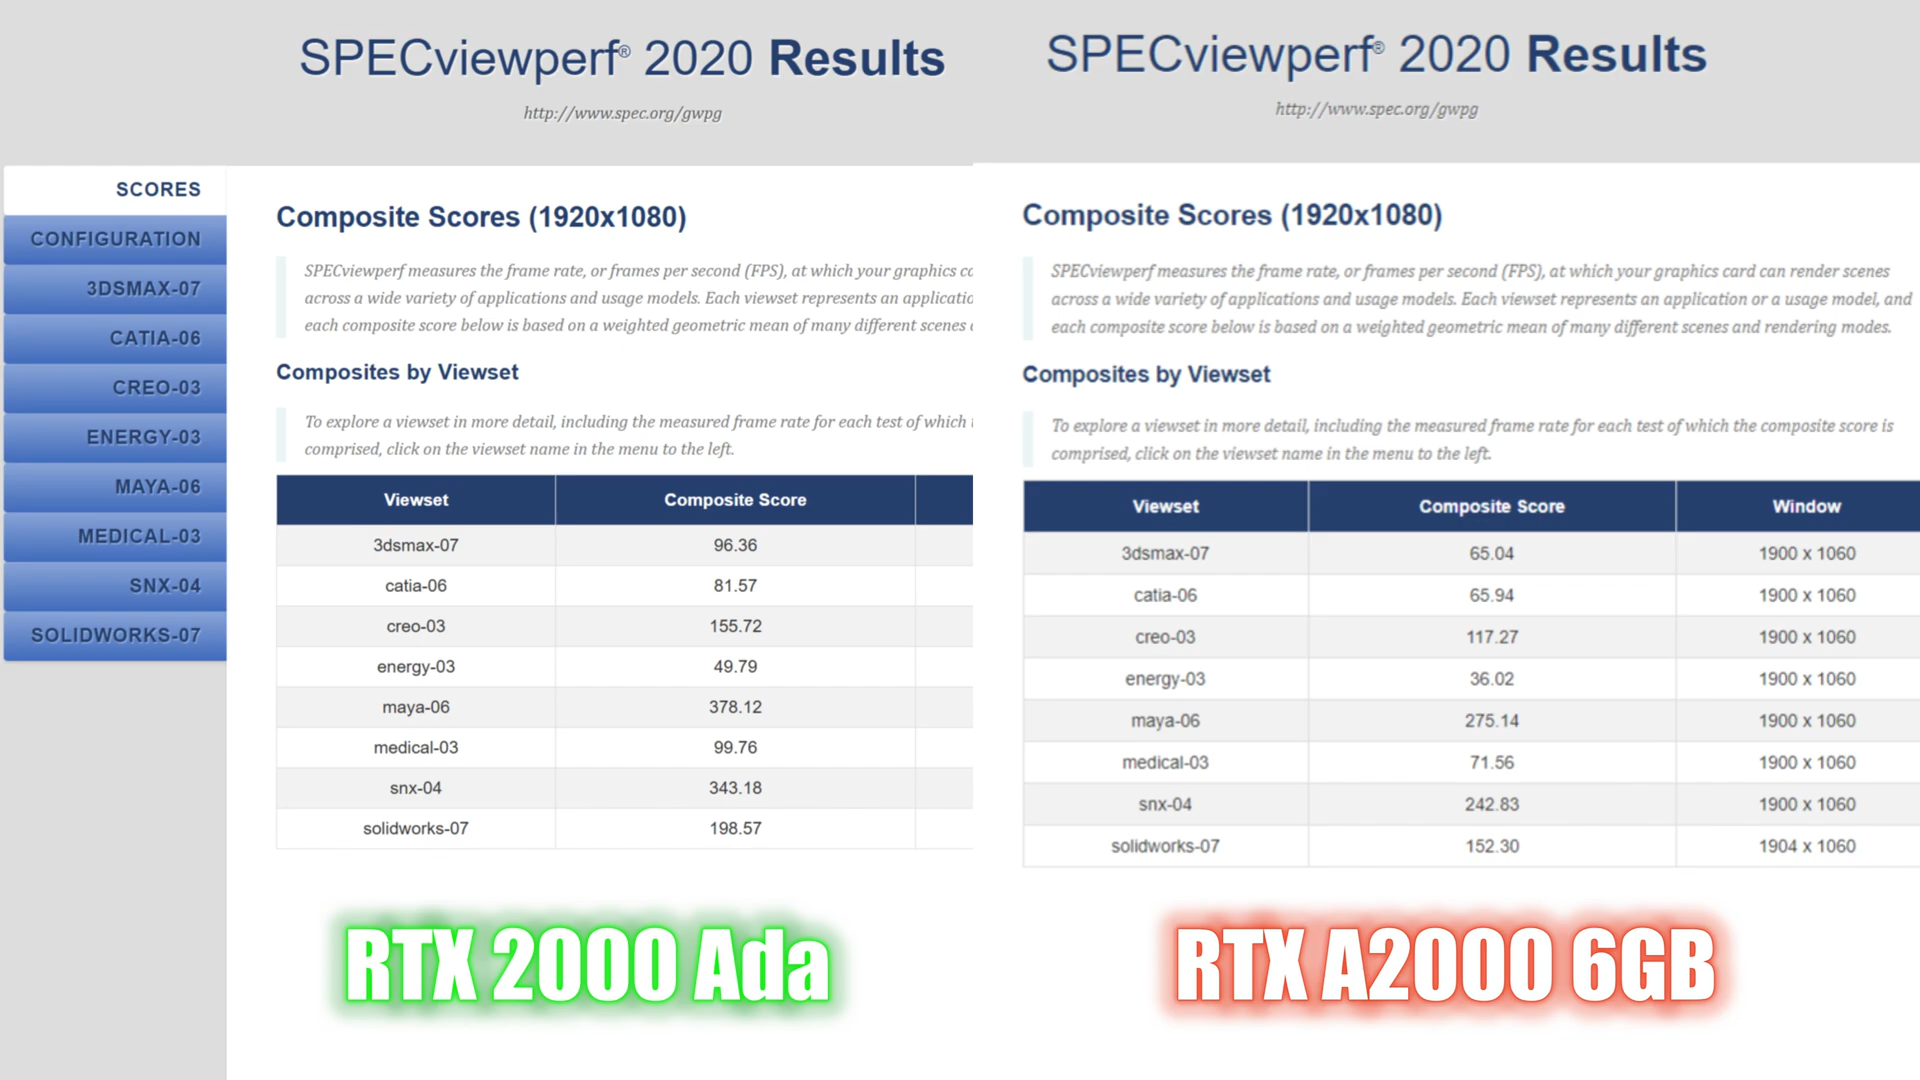 SPECviewperf® 2020 Results
http://www.spec.org/gwpg
SCORES
CONFIGURATION
3DSMAX-07
CATIA-06
CREO-03
ENERGY-03
MAYA-06
MEDICAL-03
SNX-04
SOLIDWORKS-07
Composite Scores (1920x1080)
SPECviewperf measures the frame rate, or frames per second (FPS), at which your graphics
across a wide variety of applications and usage models. Each viewset represents an
each composite score below is based on a weighted geometric mean of many different scenes
Composites by Viewset
To explore a viewset in more detail, including the measured frame rate for each test of which
comprised, click on the viewset name in the menu to the left.
Viewset Composite Score
3dsmax-07 96.36
catia-06 81.57
creo-03 155.72
energy-03 49.79
maya-06 378.12
medical-03 99.76
snx-04 343.18
solidworks-07 198.57
RTX 2000 Ada
SPECviewperf® 2020 Results
http://www.spec.org/gwpg
Composite Scores (1920x1080)
SPECviewperf measures the frame rate, or frames per second (FPS), at which your graphics card can render scenes
across a wide variety of applications and usage models. Each viewset represents an application or a usage model, and
each composite score below is based on a weighted geometric mean of many different scenes and rendering modes.
Composites by Viewset
To explore a viewset in more detail, including the measured frame rate for each test of which the composite score is
comprised, click on the viewset name in the menu to the left.
Viewset Composite Score Window
3dsmax-07 65.04 1900 x 1060
catia-06 65.94 1900 x 1060
creo-03 117.27 1900 x 1060
energy-03 36.02 1900 x 1060
maya-06 275.14 1900 x 1060
medical-03 71.56 1900 x 1060
snx-04 242.83 1900 x 1060
solidworks-07 152.30 1904 x 1060
RTX A2000 6GB